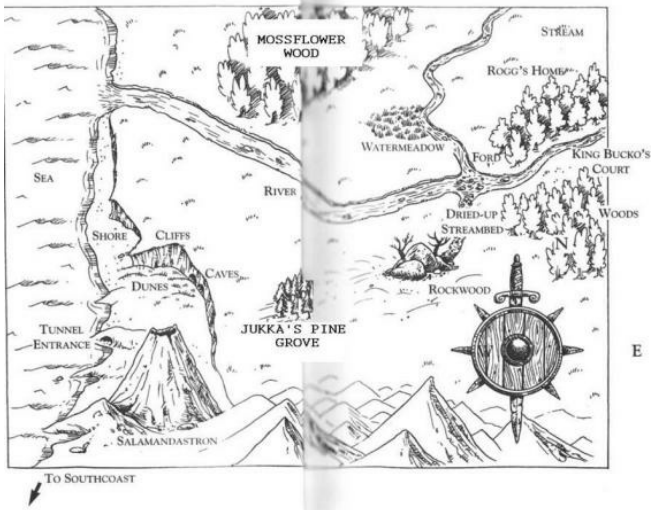 MOSSFLOWER
WOOD
STREAM
ROGG'S HOME
WATERMEADOW
FORD
KING BUCKO'S
COURT
SEA
RIVER
DRIED-UP
STREAMBED
WOODS
SHORE
CLIFFS
N
CAVES
DUNES
ROCKWOOD
TUNNEL
ENTRANCE
JUKKA'S PINE
GROVE
E
SALAMANDASTRON
S
TO SOUTHCOAST